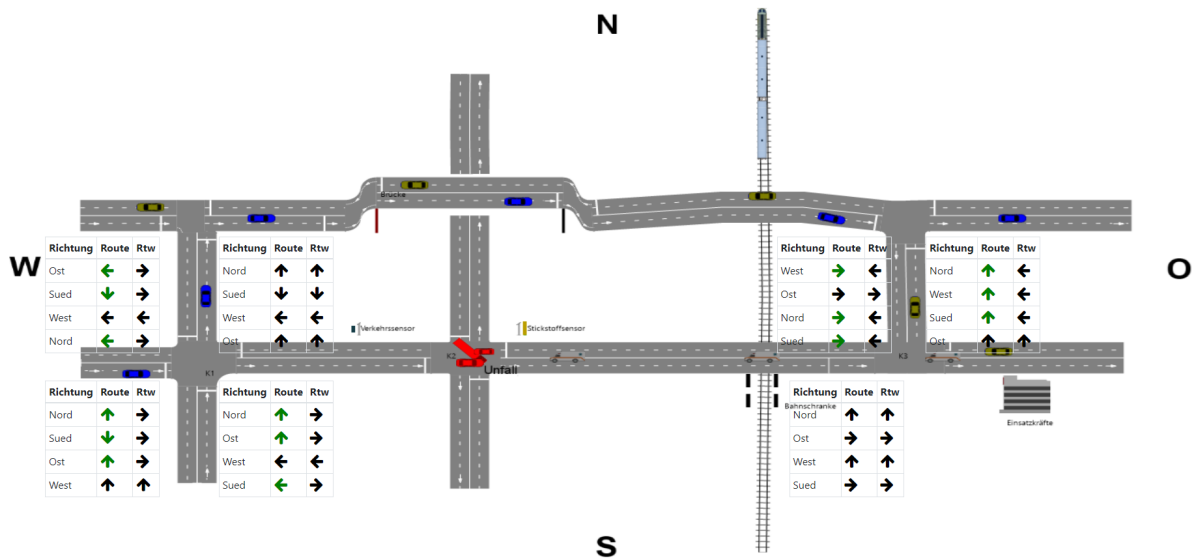 N
Brücke
W
O
Richtung Route Rtw
Ost ← →
Sued ↓ →
West ← ←
Nord ← →
Richtung Route Rtw
Nord ↑ ↑
Sued ↓ ↓
West ← ←
Ost ↑ ↑
Richtung Route Rtw
West → ←
Ost → →
Nord → ←
Sued → ←
Richtung Route Rtw
Nord ↑ ←
West ↑ ←
Sued ↑ ←
Ost ↑ ↑
Verkehrssensor
Stickstoffsensor
K1
K2
Unfall
K3
Richtung Route Rtw
Nord ↑ →
Sued ↓ →
Ost ↑ →
West ↑ ↑
Richtung Route Rtw
Nord ↑ →
Ost ↑ →
West ← ←
Sued ← →
Richtung Route Rtw
Nord ↑ ↑
Ost → →
West ↑ ↑
Sued → →
Bahnschranke
Einsatzkräfte
S